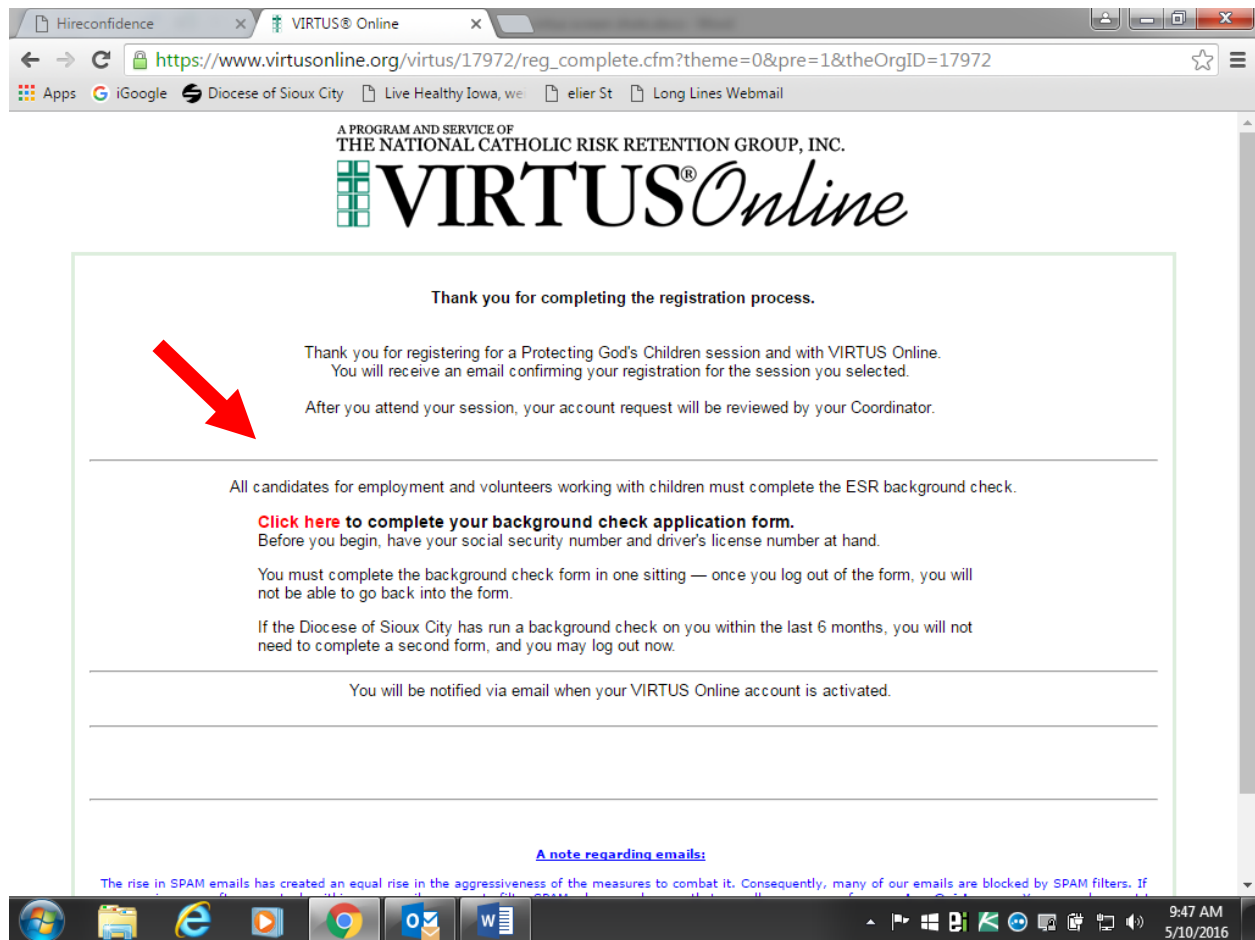 Hireconfidence
VIRTUS® Online
https://www.virtusonline.org/virtus/17972/reg_complete.cfm?theme=0&pre=1&theOrgID=17972
Apps iGoogle Diocese of Sioux City Live Healthy Iowa, we elier St Long Lines Webmail
A PROGRAM AND SERVICE OF
THE NATIONAL CATHOLIC RISK RETENTION GROUP, INC.
VIRTUS® Online
Thank you for completing the registration process.
Thank you for registering for a Protecting God's Children session and with VIRTUS Online.
You will receive an email confirming your registration for the session you selected.
After you attend your session, your account request will be reviewed by your Coordinator.
All candidates for employment and volunteers working with children must complete the ESR background check.
Click here to complete your background check application form.
Before you begin, have your social security number and driver's license number at hand.
You must complete the background check form in one sitting — once you log out of the form, you will
not be able to go back into the form.
If the Diocese of Sioux City has run a background check on you within the last 6 months, you will not
need to complete a second form, and you may log out now.
You will be notified via email when your VIRTUS Online account is activated.
A note regarding emails:
The rise in SPAM emails has created an equal rise in the aggressiveness of the measures to combat it. Consequently, many of our emails are blocked by SPAM filters. If
9:47 AM
5/10/2016